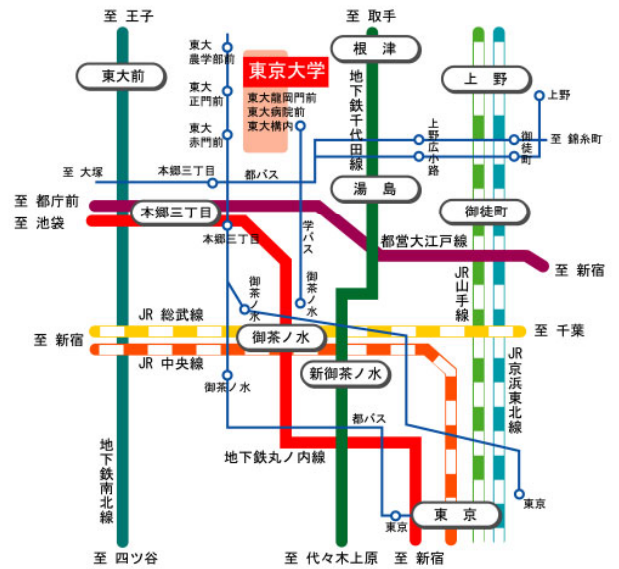 至 王子
至 取手
東大
農学部前
東京大学
根 津
上 野
東大前
東大
正門前
東大龍岡門前
東大病院前
東大構内
上野
東大
赤門前
地下鉄千代田線
上野広小路
御徒町
至 錦糸町
至 大塚
本郷三丁目
都バス
湯 島
至 都庁前
本郷三丁目
御徒町
至 池袋
本郷三丁目
学バス
都営大江戸線
至 新宿
御茶ノ水
御茶ノ水
JR山手線
JR 総武線
至 千葉
至 新宿
御茶ノ水
JR 中央線
新御茶ノ水
JR京浜東北線
御茶ノ水
都バス
地下鉄南北線
地下鉄丸ノ内線
東京
東 京
東京
至 四ツ谷
至 代々木上原
至 新宿